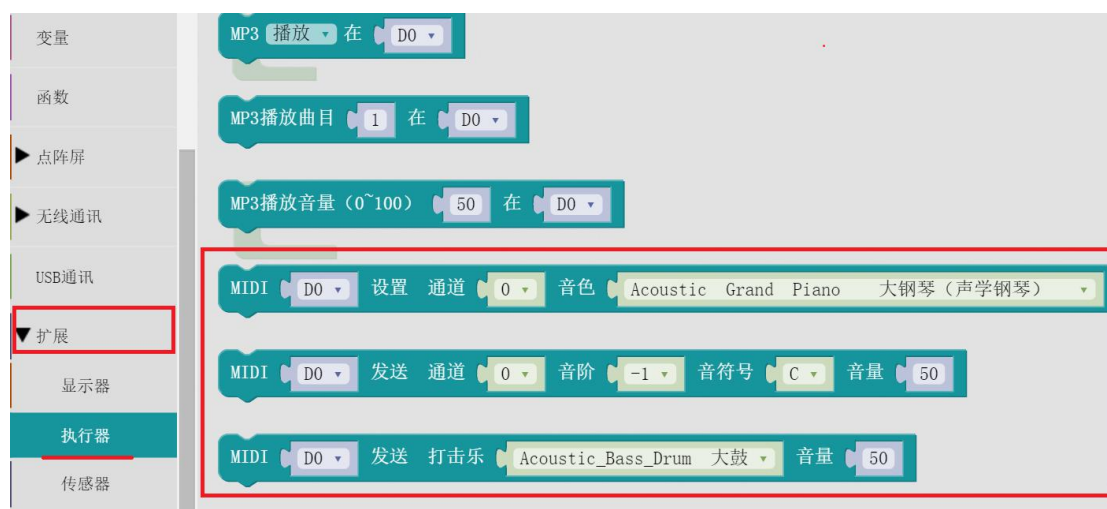 变量
函数
点阵屏
无线通讯
USB通讯
扩展
显示器
执行器
传感器
MP3 播放 在 D0
MP3播放曲目 1 在 D0
MP3播放音量（0~100） 50 在 D0
MIDI D0 设置 通道 0 音色 Acoustic Grand Piano 大钢琴（声学钢琴）
MIDI D0 发送 通道 0 音阶 -1 音符号 C 音量 50
MIDI D0 发送 打击乐 Acoustic_Bass_Drum 大鼓 音量 50